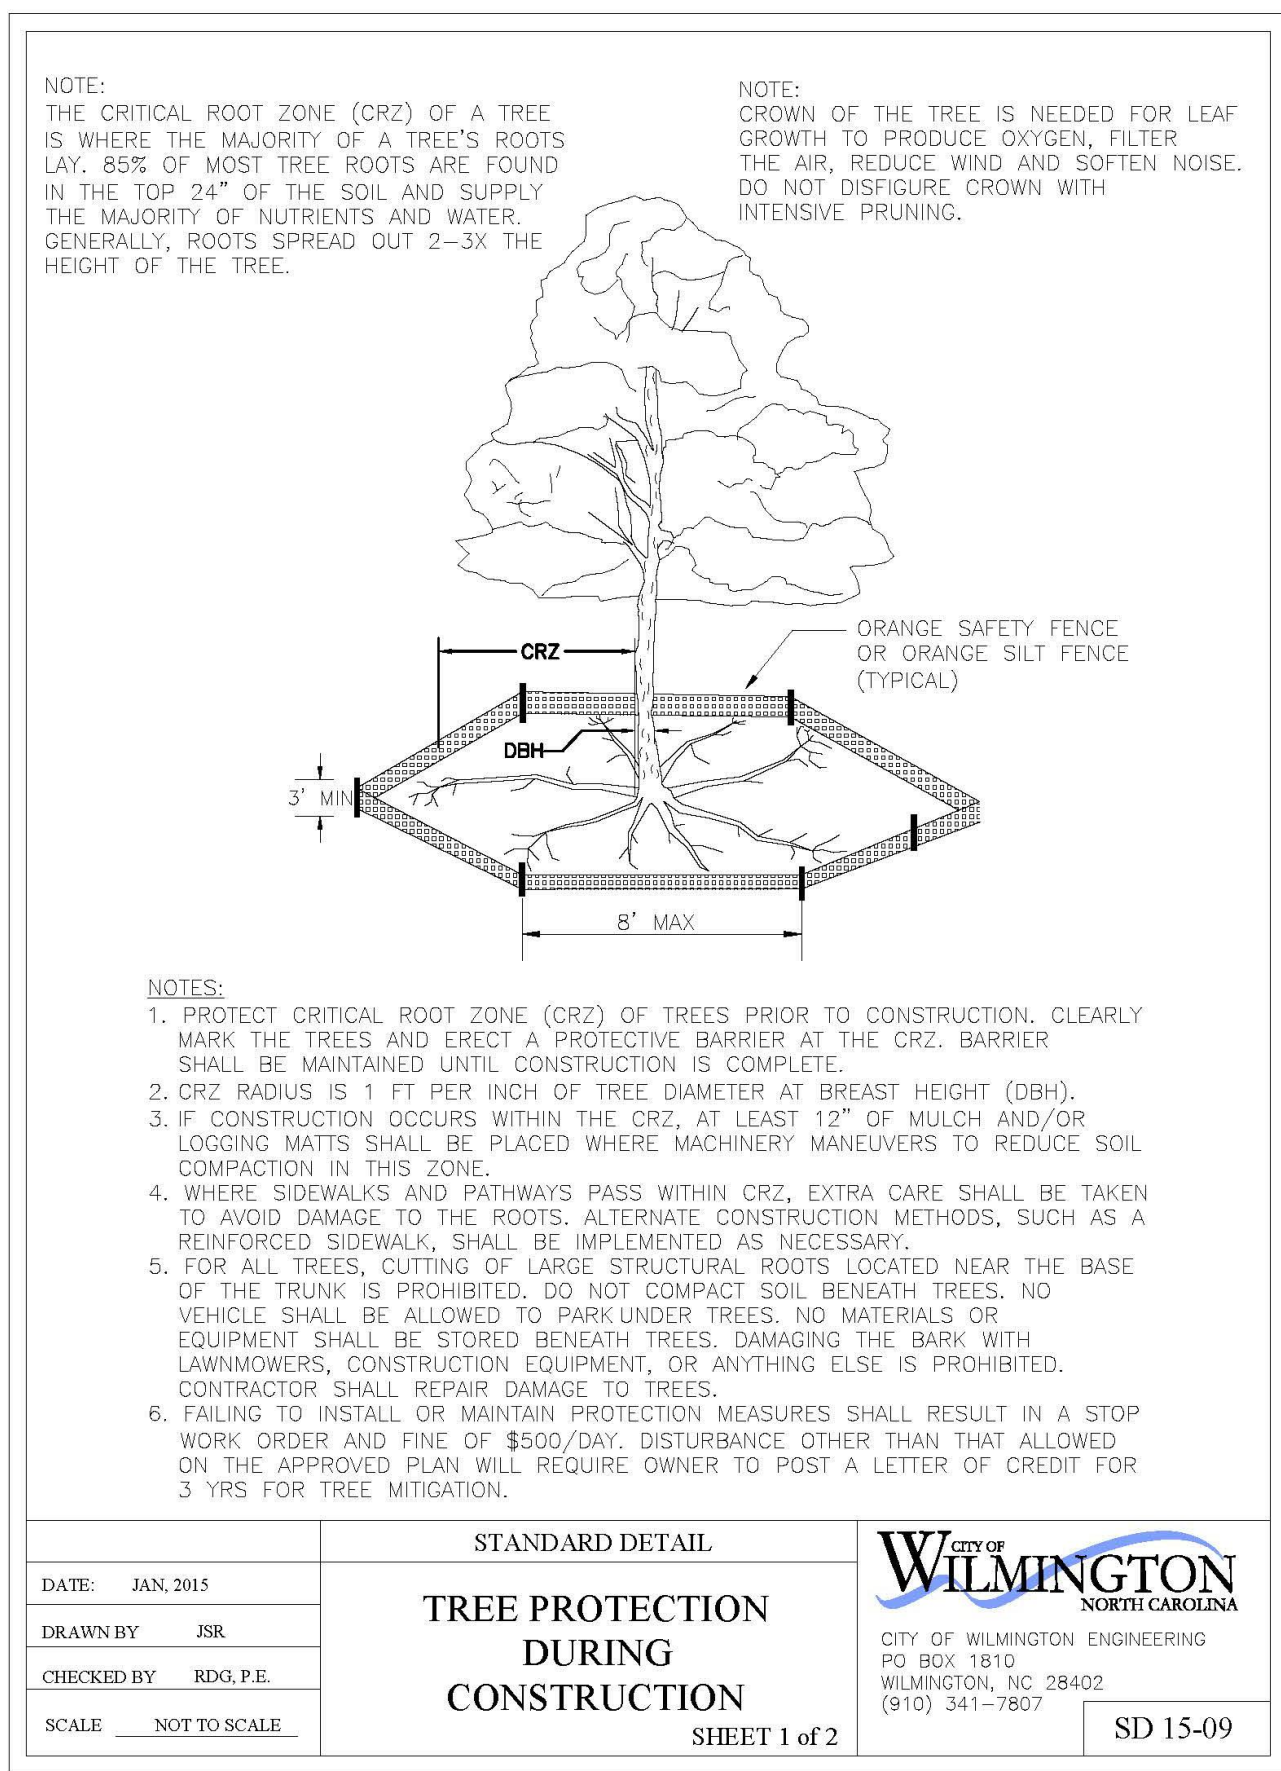 NOTE:
THE CRITICAL ROOT ZONE (CRZ) OF A TREE
IS WHERE THE MAJORITY OF A TREE'S ROOTS
LAY. 85% OF MOST TREE ROOTS ARE FOUND
IN THE TOP 24" OF THE SOIL AND SUPPLY
THE MAJORITY OF NUTRIENTS AND WATER.
GENERALLY, ROOTS SPREAD OUT 2-3X THE
HEIGHT OF THE TREE.
NOTE:
CROWN OF THE TREE IS NEEDED FOR LEAF
GROWTH TO PRODUCE OXYGEN, FILTER
THE AIR, REDUCE WIND AND SOFTEN NOISE.
DO NOT DISFIGURE CROWN WITH
INTENSIVE PRUNING.
ORANGE SAFETY FENCE
OR ORANGE SILT FENCE
(TYPICAL)
CRZ
DBH
3' MIN
8' MAX
NOTES:
1. PROTECT CRITICAL ROOT ZONE (CRZ) OF TREES PRIOR TO CONSTRUCTION. CLEARLY
MARK THE TREES AND ERECT A PROTECTIVE BARRIER AT THE CRZ. BARRIER
SHALL BE MAINTAINED UNTIL CONSTRUCTION IS COMPLETE.
2. CRZ RADIUS IS 1 FT PER INCH OF TREE DIAMETER AT BREAST HEIGHT (DBH).
3. IF CONSTRUCTION OCCURS WITHIN THE CRZ, AT LEAST 12" OF MULCH AND/OR
LOGGING MATTS SHALL BE PLACED WHERE MACHINERY MANEUVERS TO REDUCE SOIL
COMPACTION IN THIS ZONE.
4. WHERE SIDEWALKS AND PATHWAYS PASS WITHIN CRZ, EXTRA CARE SHALL BE TAKEN
TO AVOID DAMAGE TO THE ROOTS. ALTERNATE CONSTRUCTION METHODS, SUCH AS A
REINFORCED SIDEWALK, SHALL BE IMPLEMENTED AS NECESSARY.
5. FOR ALL TREES, CUTTING OF LARGE STRUCTURAL ROOTS LOCATED NEAR THE BASE
OF THE TRUNK IS PROHIBITED. DO NOT COMPACT SOIL BENEATH TREES. NO
VEHICLE SHALL BE ALLOWED TO PARK UNDER TREES. NO MATERIALS OR
EQUIPMENT SHALL BE STORED BENEATH TREES. DAMAGING THE BARK WITH
LAWNMOWERS, CONSTRUCTION EQUIPMENT, OR ANYTHING ELSE IS PROHIBITED.
CONTRACTOR SHALL REPAIR DAMAGE TO TREES.
6. FAILING TO INSTALL OR MAINTAIN PROTECTION MEASURES SHALL RESULT IN A STOP
WORK ORDER AND FINE OF $500/DAY. DISTURBANCE OTHER THAN THAT ALLOWED
ON THE APPROVED PLAN WILL REQUIRE OWNER TO POST A LETTER OF CREDIT FOR
3 YRS FOR TREE MITIGATION.
DATE: JAN, 2015
DRAWN BY JSR
CHECKED BY RDG, P.E.
SCALE NOT TO SCALE
STANDARD DETAIL
TREE PROTECTION
DURING
CONSTRUCTION
SHEET 1 of 2
CITY OF
WILMINGTON
NORTH CAROLINA
CITY OF WILMINGTON ENGINEERING
PO BOX 1810
WILMINGTON, NC 28402
(910) 341-7807
SD 15-09